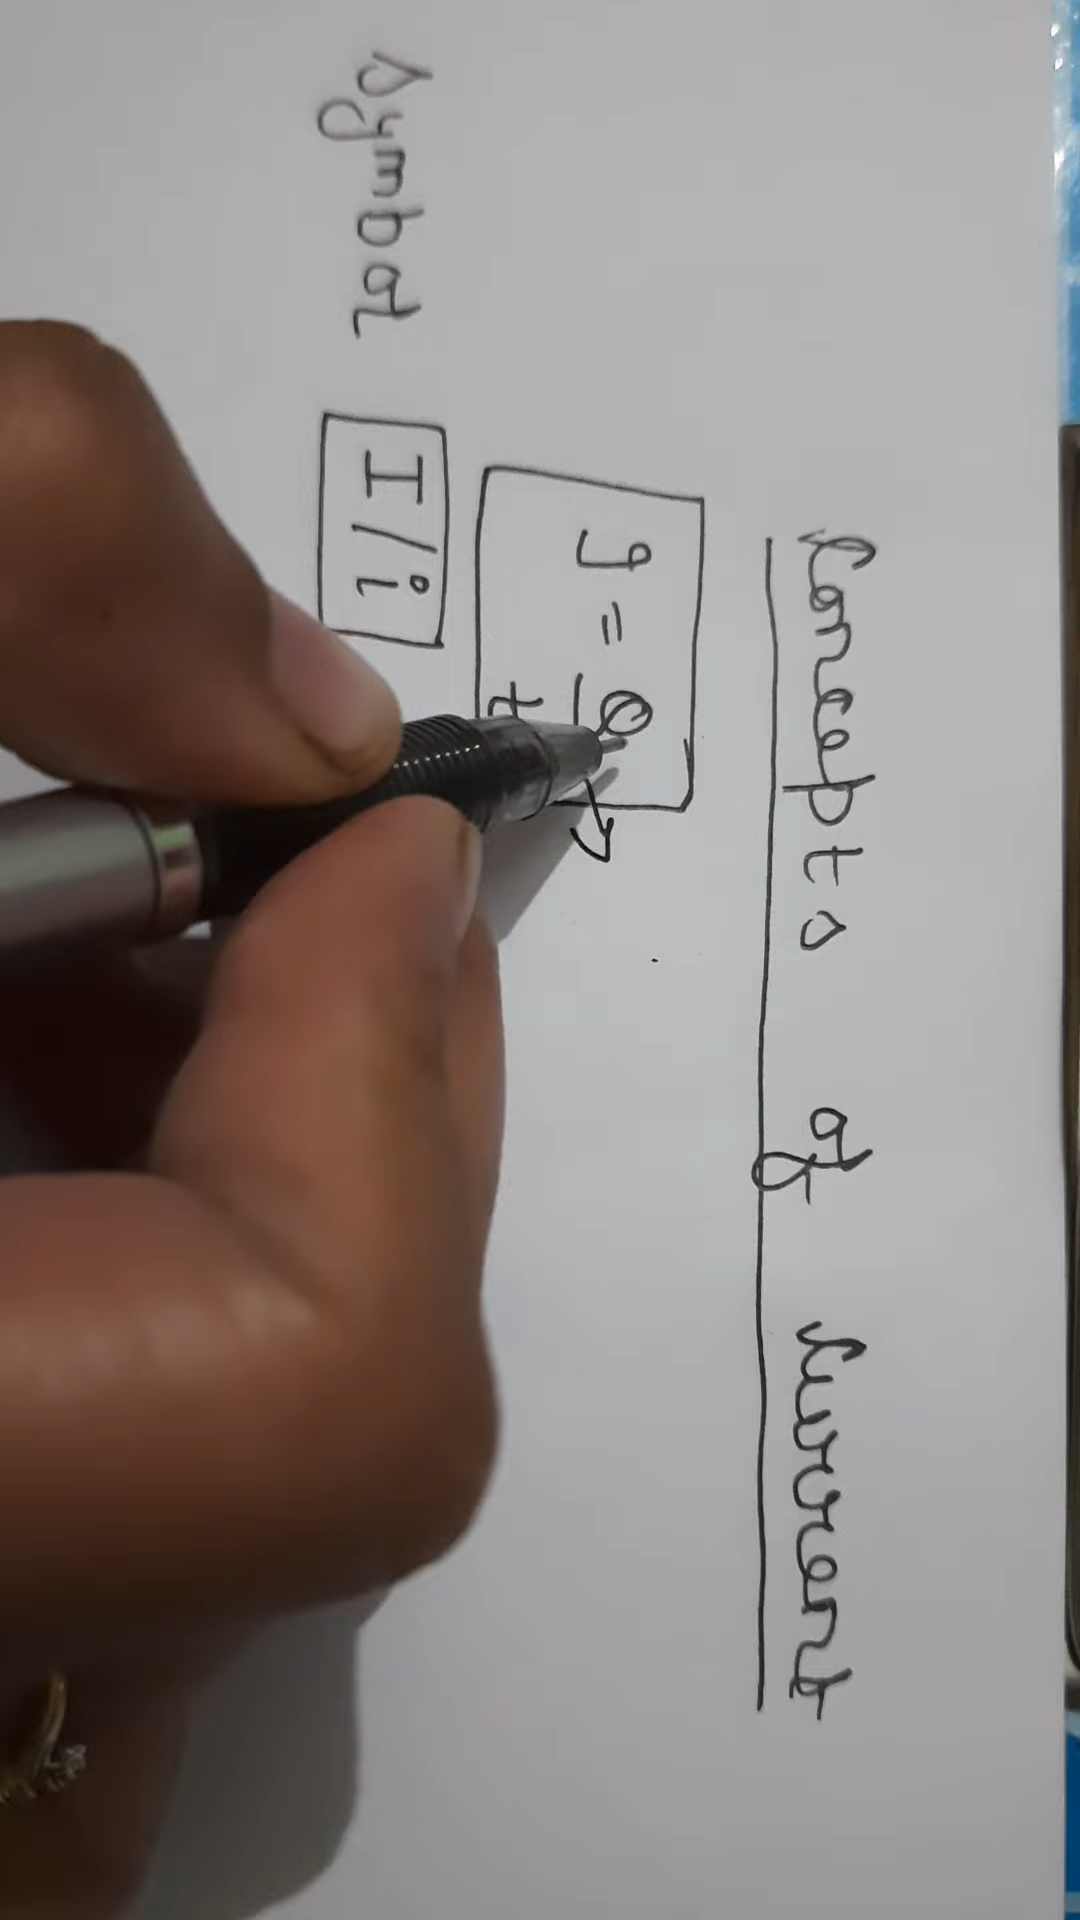 Concepts of Current
I = Q
t
Symbol I/i